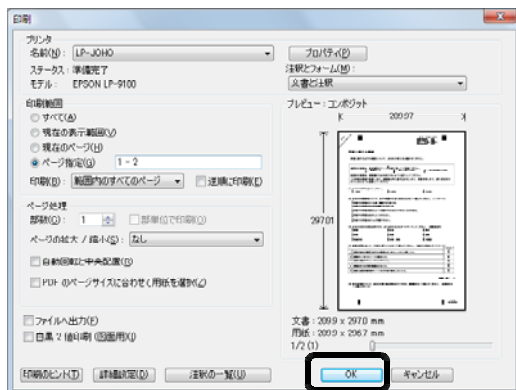 印刷
プリンタ
名前(N): LP-JOHO
プロパティ(P)
ステータス: 準備完了
注釈とフォーム(M):
モデル: EPSON LP-9100
文書と注釈
印刷範囲
プレビュー: コンポジット
すべて(A)
209.97
現在の表示範囲(V)
現在のページ(H)
ページ指定(G) 1 - 2
印刷(B): 範囲内のすべてのページ
逆順に印刷(E)
ページ処理
部数(C): 1
部単位で印刷(O)
297.01
ページの拡大 / 縮小(S): なし
自動回転と中央配置(R)
PDF のページサイズに合わせて用紙を選択(Z)
ファイルへ出力(F)
文書: 209.9 x 297.0 mm
白黒 2 値印刷 (図面用)(I)
用紙: 209.9 x 296.7 mm
1/2 (1)
印刷のヒント(T)
詳細設定(D)
注釈の一覧(U)
OK
キャンセル